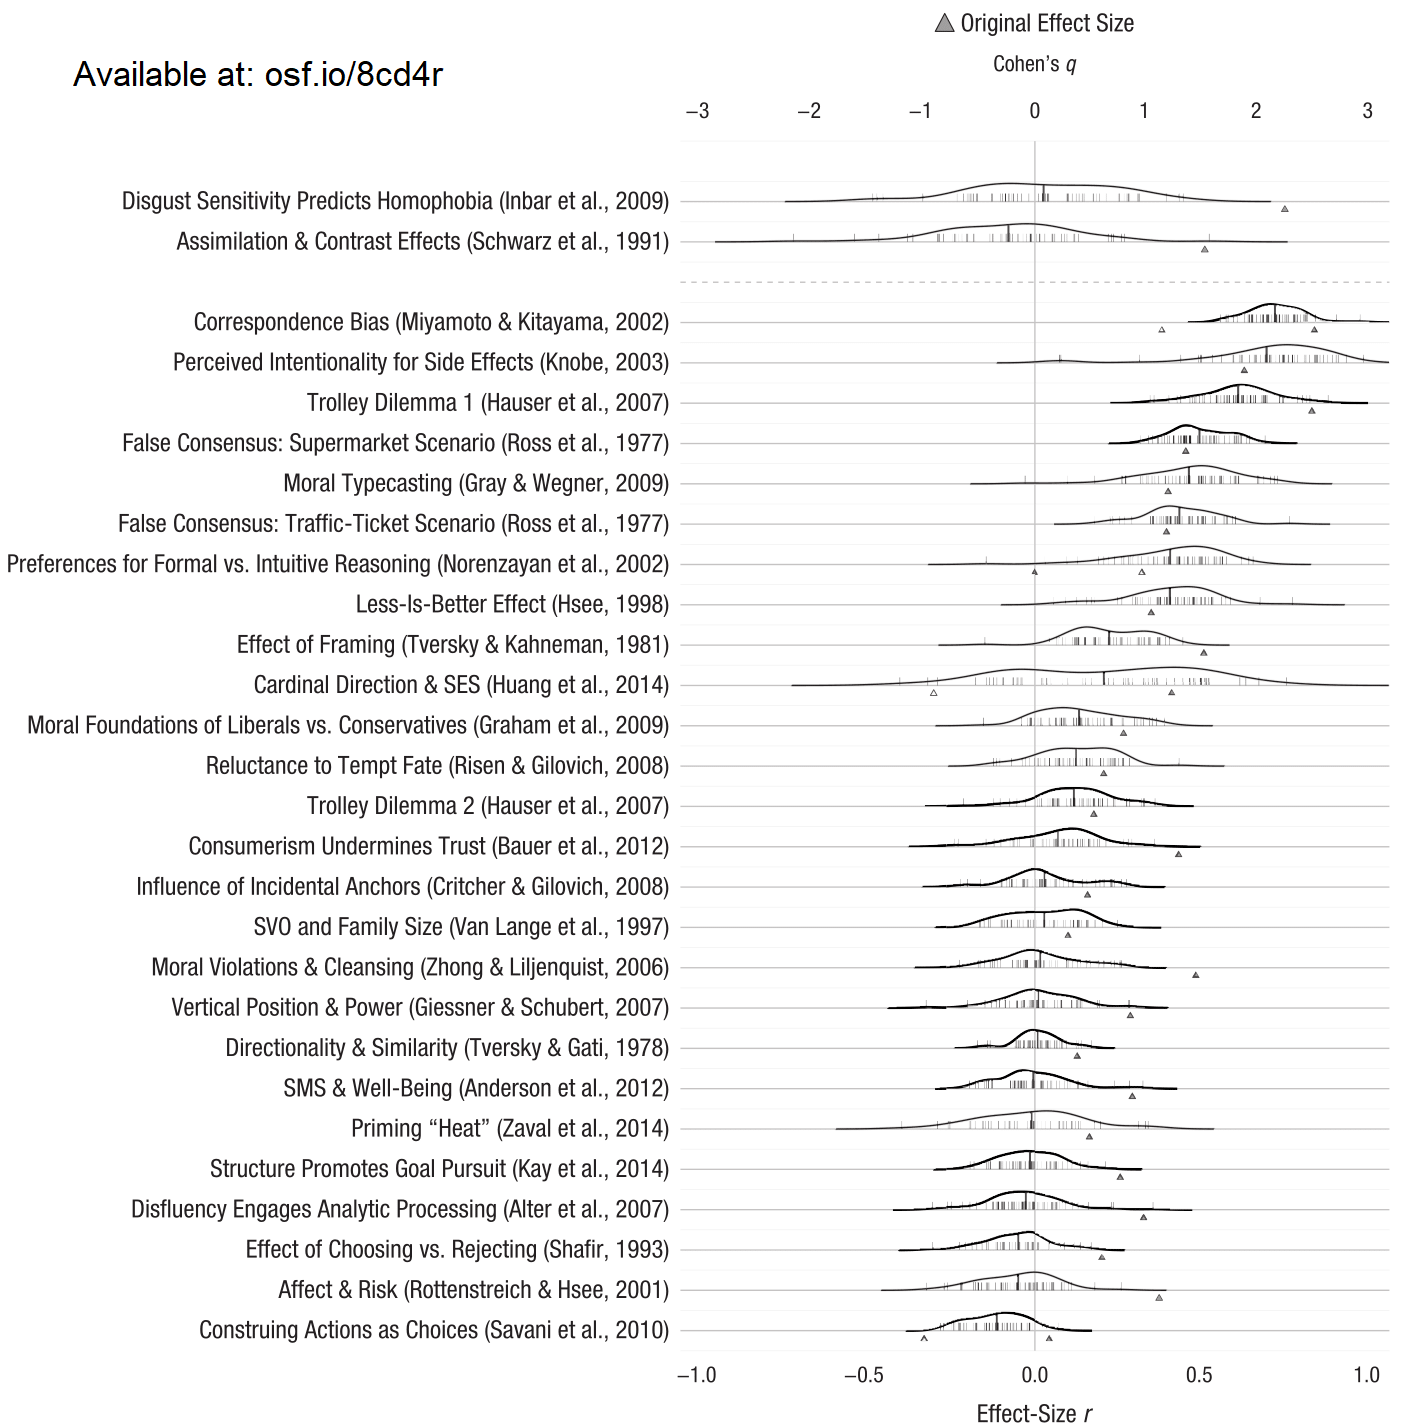 Original Effect Size
Cohen's q
Available at: osf.io/8cd4r
−3 −2 −1 0 1 2 3
Disgust Sensitivity Predicts Homophobia (Inbar et al., 2009)
Assimilation & Contrast Effects (Schwarz et al., 1991)
Correspondence Bias (Miyamoto & Kitayama, 2002)
Perceived Intentionality for Side Effects (Knobe, 2003)
Trolley Dilemma 1 (Hauser et al., 2007)
False Consensus: Supermarket Scenario (Ross et al., 1977)
Moral Typecasting (Gray & Wegner, 2009)
False Consensus: Traffic-Ticket Scenario (Ross et al., 1977)
Preferences for Formal vs. Intuitive Reasoning (Norenzayan et al., 2002)
Less-Is-Better Effect (Hsee, 1998)
Effect of Framing (Tversky & Kahneman, 1981)
Cardinal Direction & SES (Huang et al., 2014)
Moral Foundations of Liberals vs. Conservatives (Graham et al., 2009)
Reluctance to Tempt Fate (Risen & Gilovich, 2008)
Trolley Dilemma 2 (Hauser et al., 2007)
Consumerism Undermines Trust (Bauer et al., 2012)
Influence of Incidental Anchors (Critcher & Gilovich, 2008)
SVO and Family Size (Van Lange et al., 1997)
Moral Violations & Cleansing (Zhong & Liljenquist, 2006)
Vertical Position & Power (Giessner & Schubert, 2007)
Directionality & Similarity (Tversky & Gati, 1978)
SMS & Well-Being (Anderson et al., 2012)
Priming “Heat” (Zaval et al., 2014)
Structure Promotes Goal Pursuit (Kay et al., 2014)
Disfluency Engages Analytic Processing (Alter et al., 2007)
Effect of Choosing vs. Rejecting (Shafir, 1993)
Affect & Risk (Rottenstreich & Hsee, 2001)
Construing Actions as Choices (Savani et al., 2010)
−1.0 −0.5 0.0 0.5 1.0
Effect-Size r